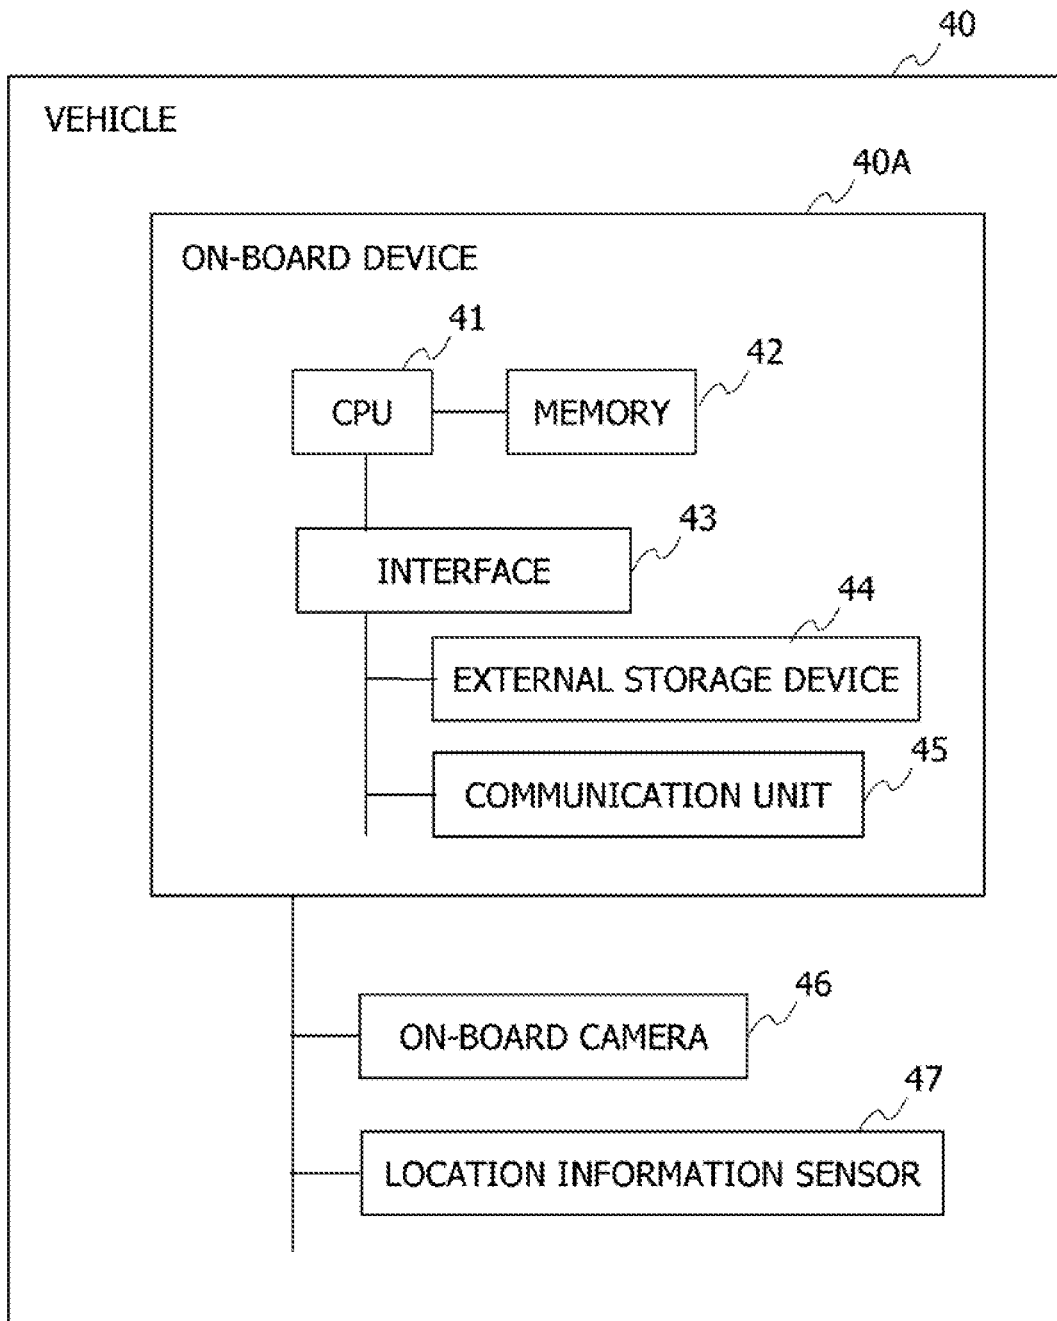 40
VEHICLE
40A
ON-BOARD DEVICE
41
42
CPU
MEMORY
43
INTERFACE
44
EXTERNAL STORAGE DEVICE
45
COMMUNICATION UNIT
46
ON-BOARD CAMERA
47
LOCATION INFORMATION SENSOR